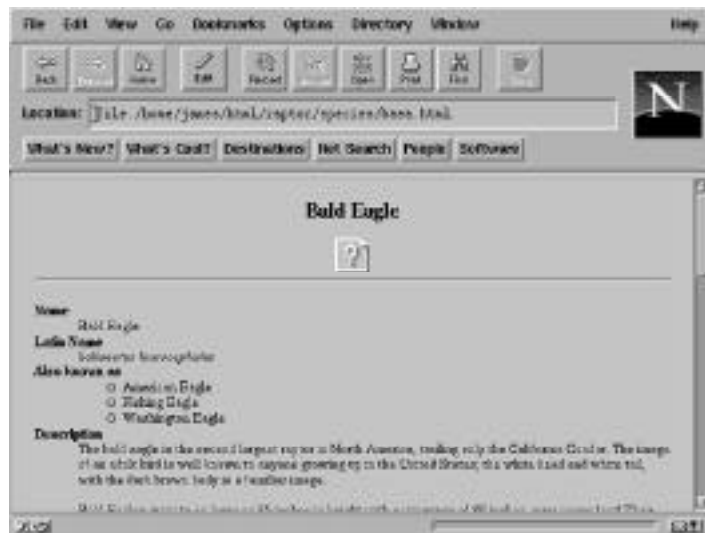 File Edit View Go Bookmarks Options Directory Window Help
Back Home Edit Reload Open Print Find
Location: file:/home/james/html/raptor/species/baea.html
What's New? What's Cool? Destinations Net Search People Software
N
Bald Eagle
?
Name
Bald Eagle
Latin Name
Also known as
American Eagle
Fishing Eagle
Washington Eagle
Description
The bald eagle is the second largest raptor in North America, trailing only the California Condor. The image
of an adult bird is well known to anyone growing up in the United States; the white head and white tail,
with the dark brown body is a familiar image.